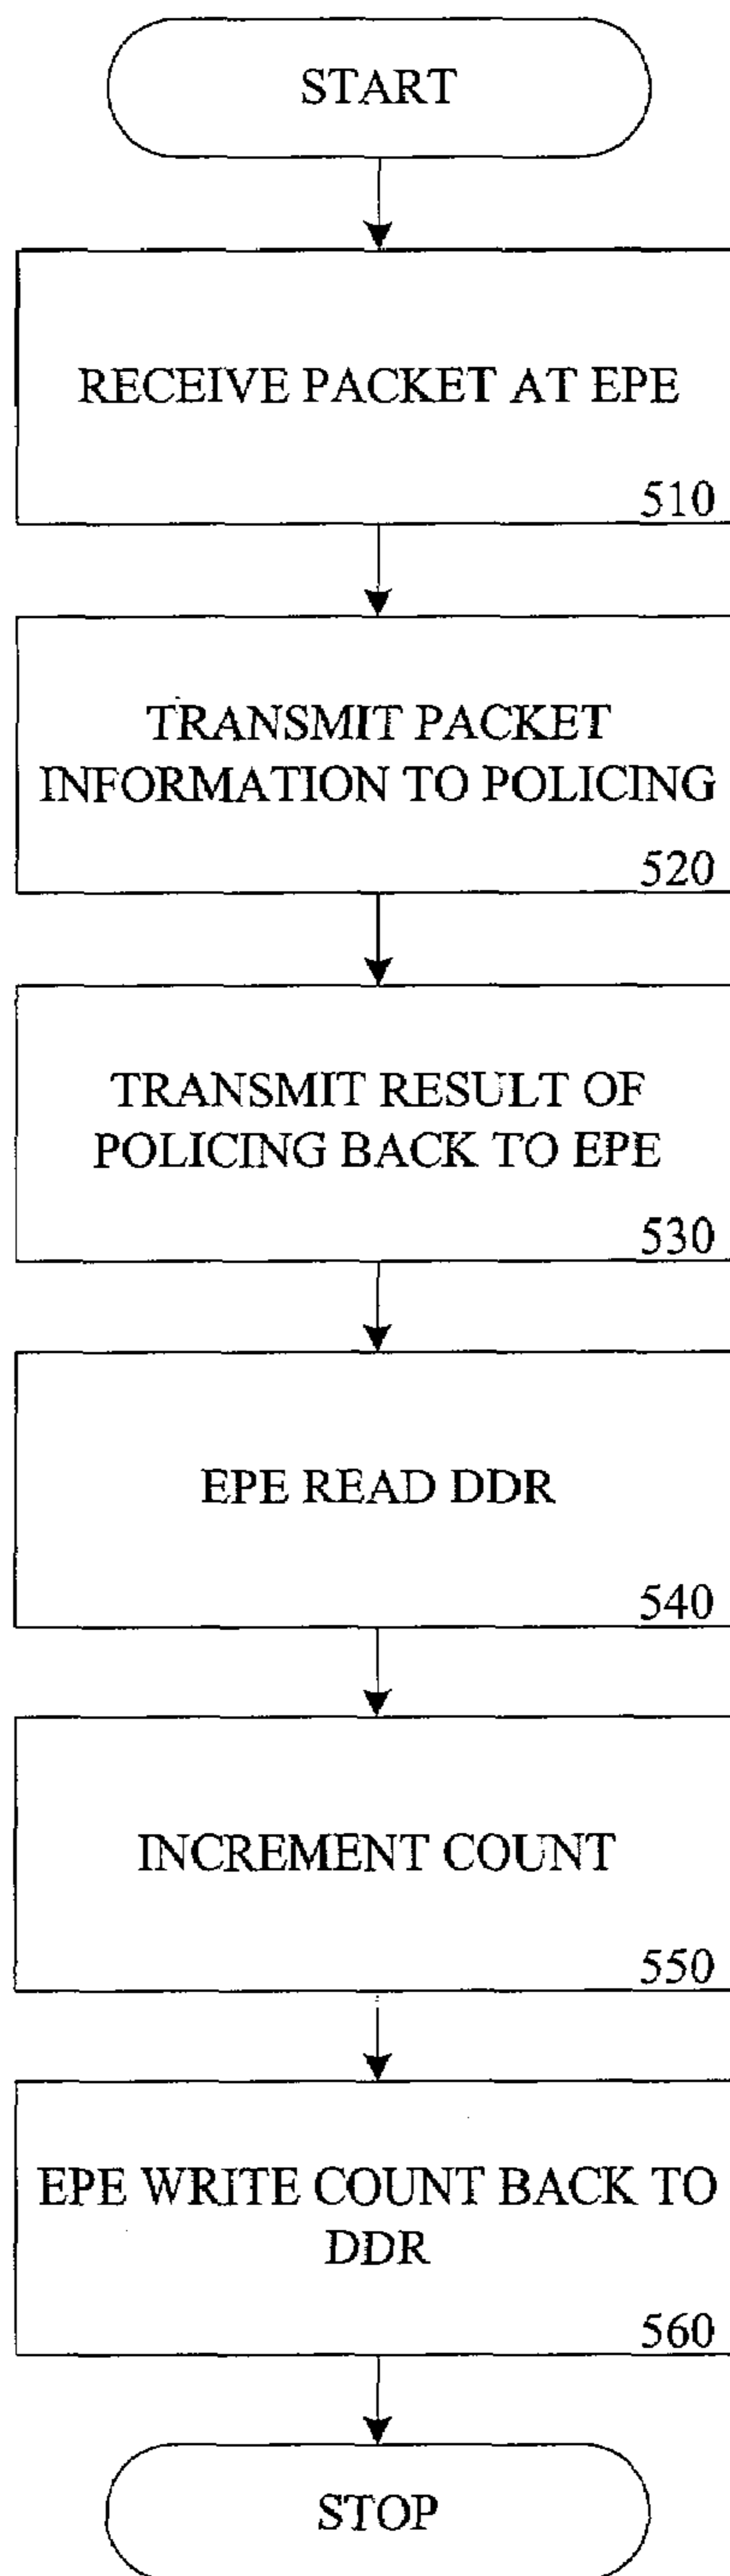 START
RECEIVE PACKET AT EPE
510
TRANSMIT PACKET
INFORMATION TO POLICING
520
TRANSMIT RESULT OF
POLICING BACK TO EPE
530
EPE READ DDR
540
INCREMENT COUNT
550
EPE WRITE COUNT BACK TO
DDR
560
STOP